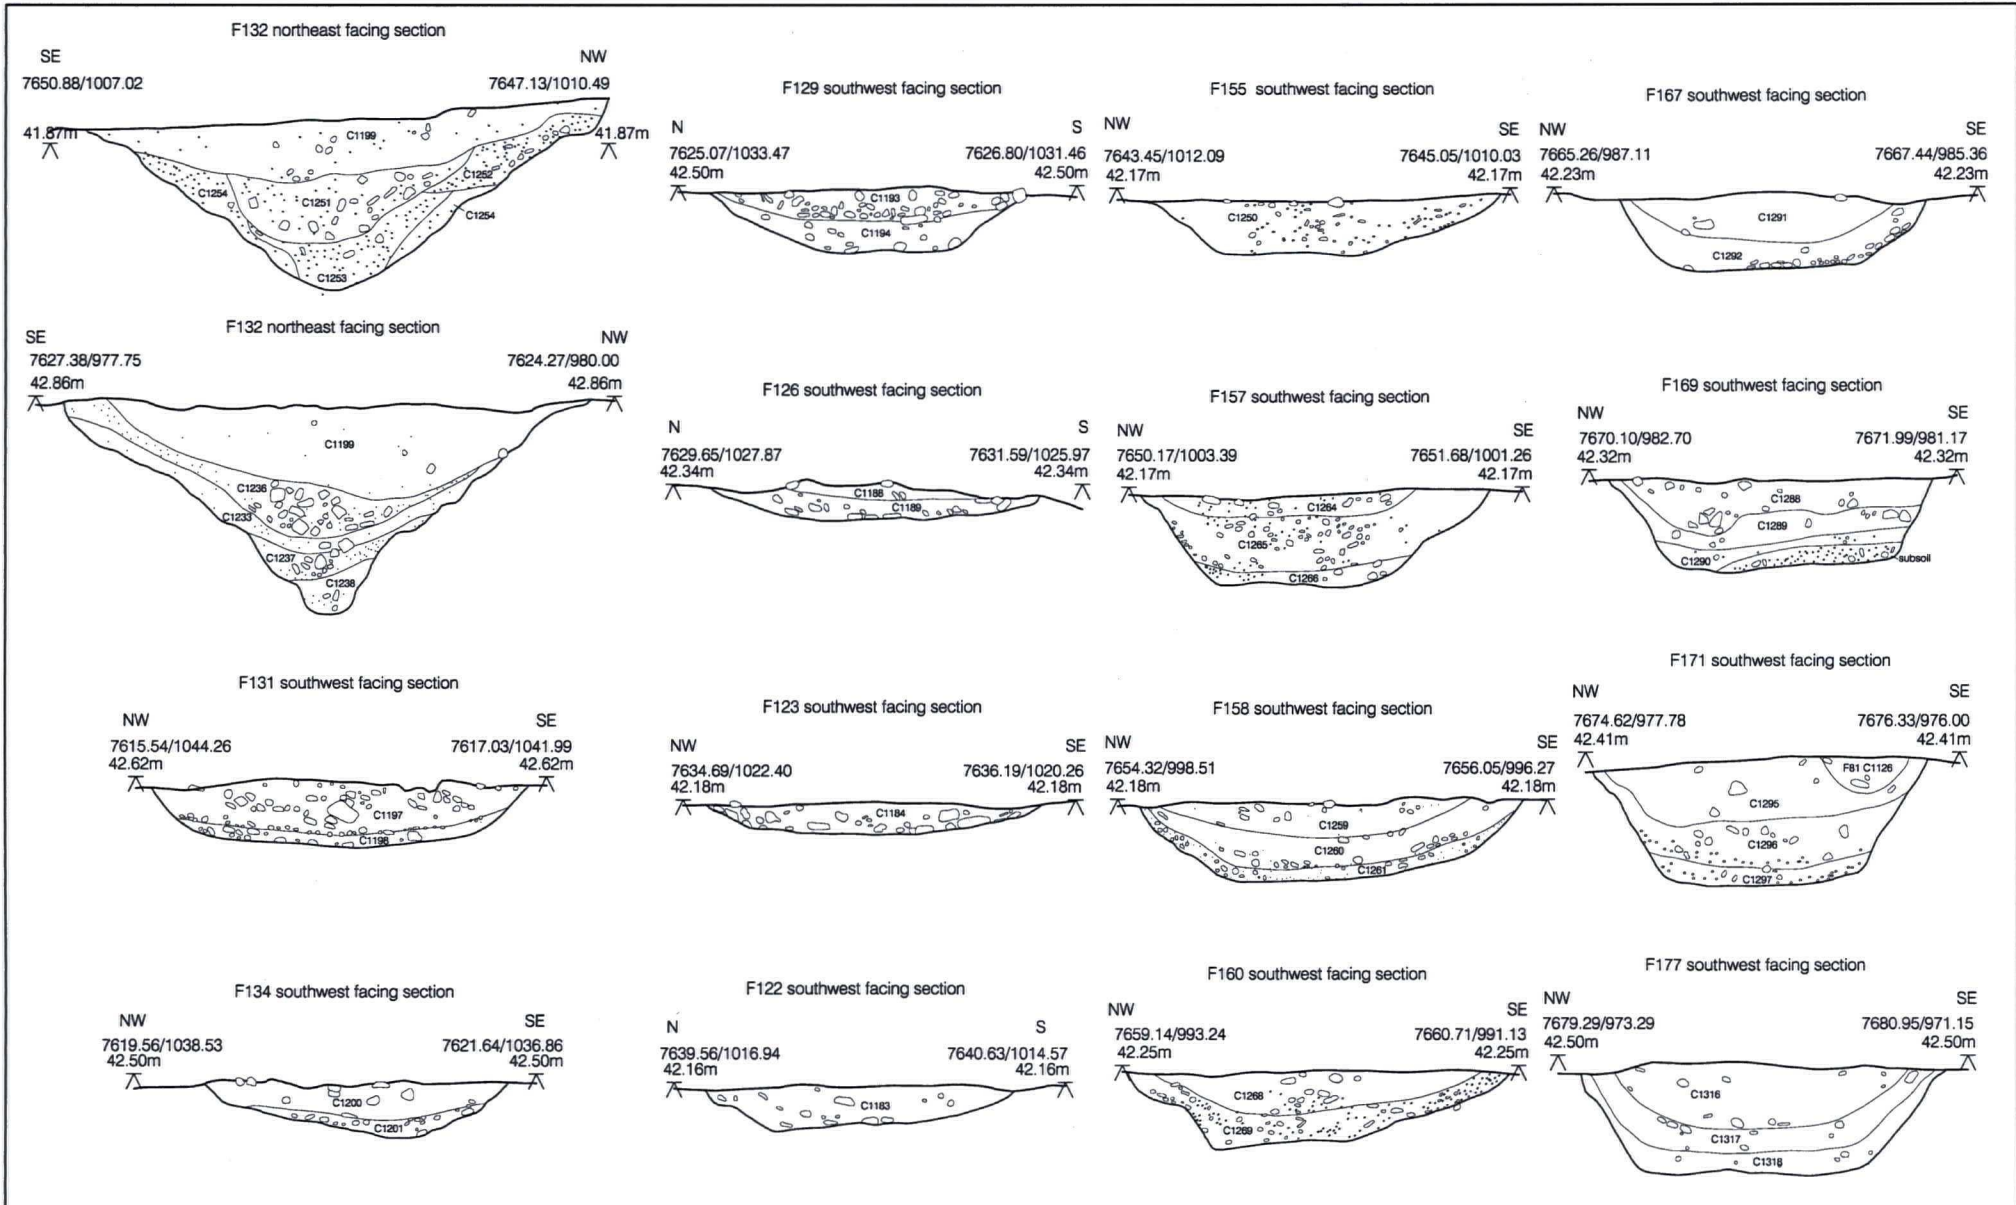 F132 northeast facing section
SE NW
7650.88/1007.02 7647.13/1010.49
41.87m 41.87m
C1199
C1252
C1254
C1251
C1254
C1253
F132 northeast facing section
SE NW
7627.38/977.75 7624.27/980.00
42.86m 42.86m
C1199
C1236
C1233
C1237
C1238
F131 southwest facing section
NW SE
7615.54/1044.26 7617.03/1041.99
42.62m 42.62m
C1197
C1198
F134 southwest facing section
NW SE
7619.56/1038.53 7621.64/1036.86
42.50m 42.50m
C1200
C1201
F129 southwest facing section
N S
7625.07/1033.47 7626.80/1031.46
42.50m 42.50m
C1193
C1194
F126 southwest facing section
N S
7629.65/1027.87 7631.59/1025.97
42.34m 42.34m
C1188
C1189
F123 southwest facing section
NW SE
7634.69/1022.40 7636.19/1020.26
42.18m 42.18m
C1184
F122 southwest facing section
N S
7639.56/1016.94 7640.63/1014.57
42.16m 42.16m
C1183
F155 southwest facing section
NW SE
7643.45/1012.09 7645.05/1010.03
42.17m 42.17m
C1250
F157 southwest facing section
NW SE
7650.17/1003.39 7651.68/1001.26
42.17m 42.17m
C1264
C1265
C1266
F158 southwest facing section
NW SE
7654.32/998.51 7656.05/996.27
42.18m 42.18m
C1259
C1260
C1261
F160 southwest facing section
NW SE
7659.14/993.24 7660.71/991.13
42.25m 42.25m
C1268
C1269
F167 southwest facing section
NW SE
7665.26/987.11 7667.44/985.36
42.23m 42.23m
C1291
C1292
F169 southwest facing section
NW SE
7670.10/982.70 7671.99/981.17
42.32m 42.32m
C1288
C1289
C1290 subsoil
F171 southwest facing section
NW SE
7674.62/977.78 7676.33/976.00
42.41m 42.41m
F81 C1126
C1295
C1296
C1297
F177 southwest facing section
NW SE
7679.29/973.29 7680.95/971.15
42.50m 42.50m
C1316
C1317
C1318